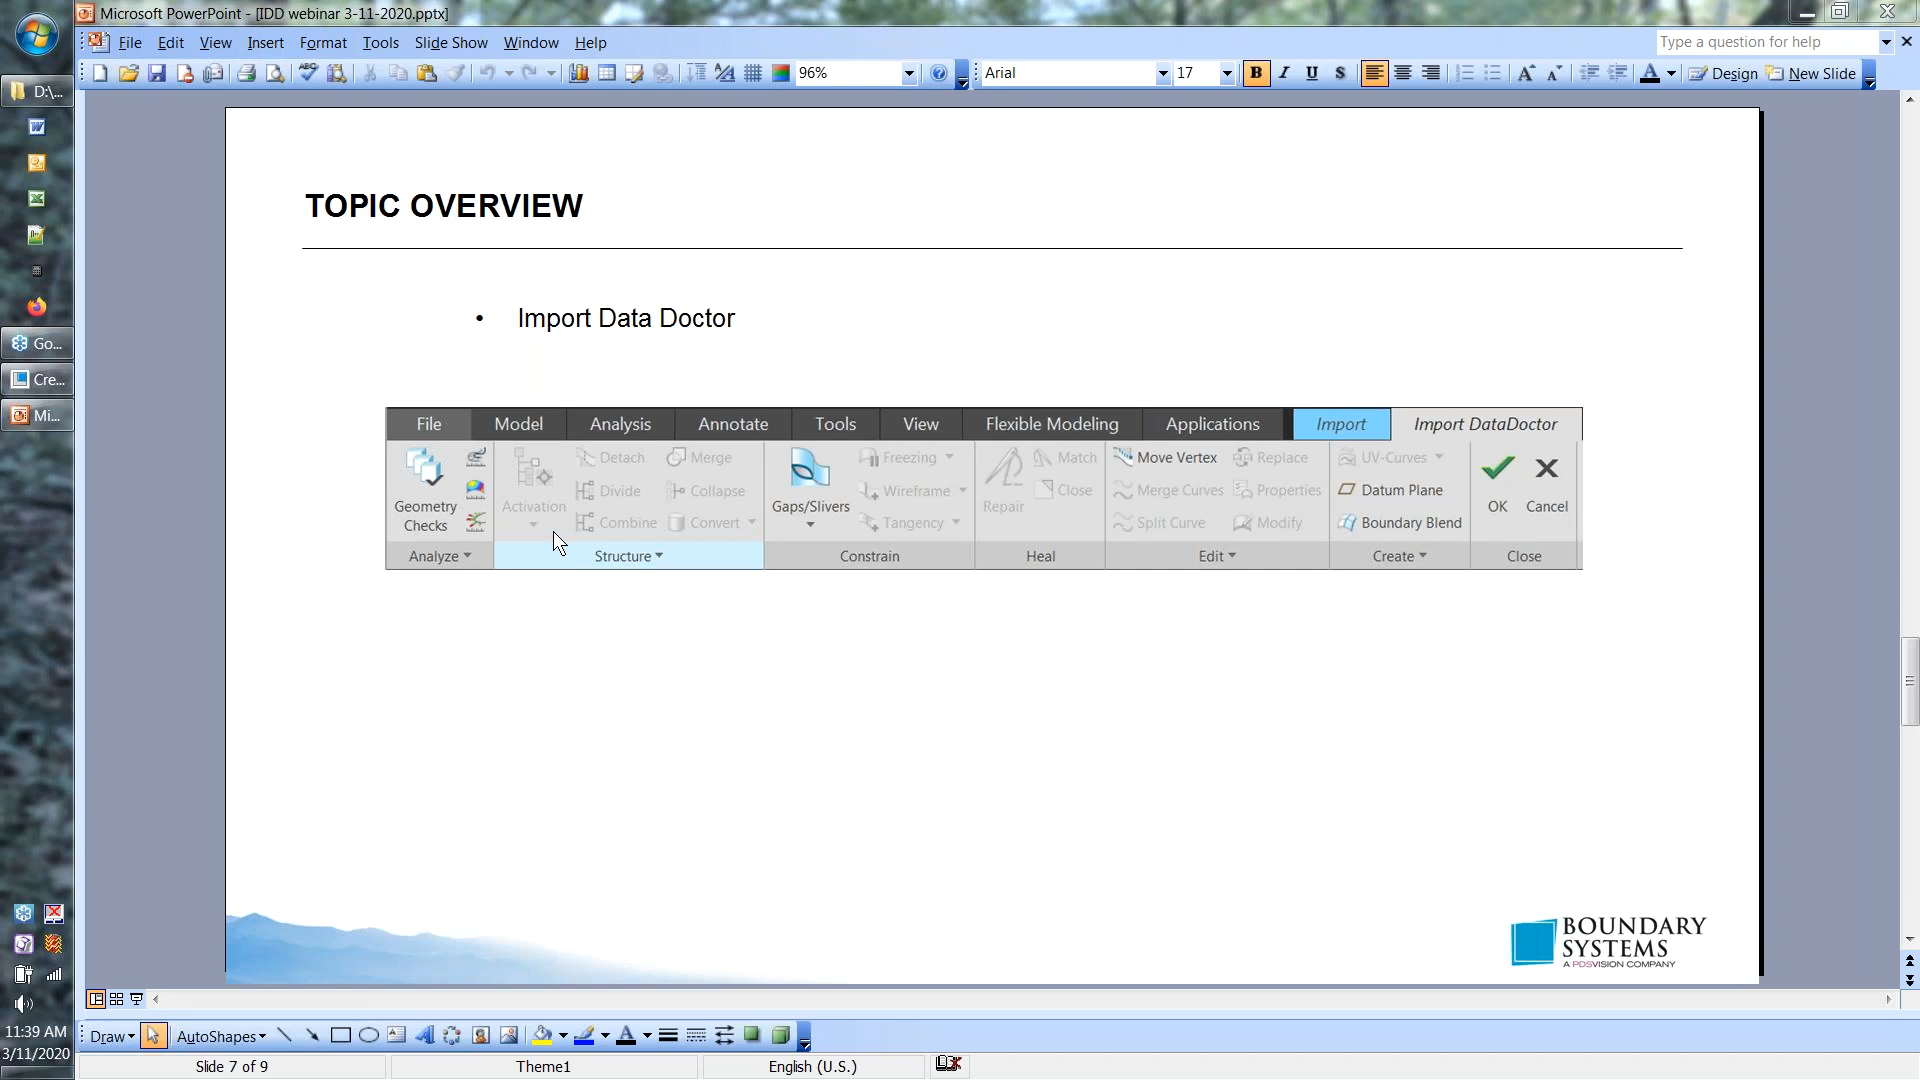 Microsoft PowerPoint - [IDD webinar 3-11-2020.pptx]
File Edit View Insert Format Tools Slide Show Window Help
Type a question for help
96%
Arial
17
B I U S
Design
New Slide
D:\...
Go...
Cre...
Mi...
TOPIC OVERVIEW
• Import Data Doctor
File Model Analysis Annotate Tools View Flexible Modeling Applications Import Import DataDoctor
Geometry Checks
Analyze
Activation
Detach
Divide
Combine
Merge
Collapse
Convert
Structure
Gaps/Slivers
Freezing
Wireframe
Tangency
Constrain
Repair
Match
Close
Heal
Move Vertex
Merge Curves
Split Curve
Replace
Properties
Modify
Edit
UV-Curves
Datum Plane
Boundary Blend
Create
OK
Cancel
Close
BOUNDARY
SYSTEMS
A PDSVISION COMPANY
Draw
AutoShapes
11:39 AM
3/11/2020
Slide 7 of 9
Theme1
English (U.S.)